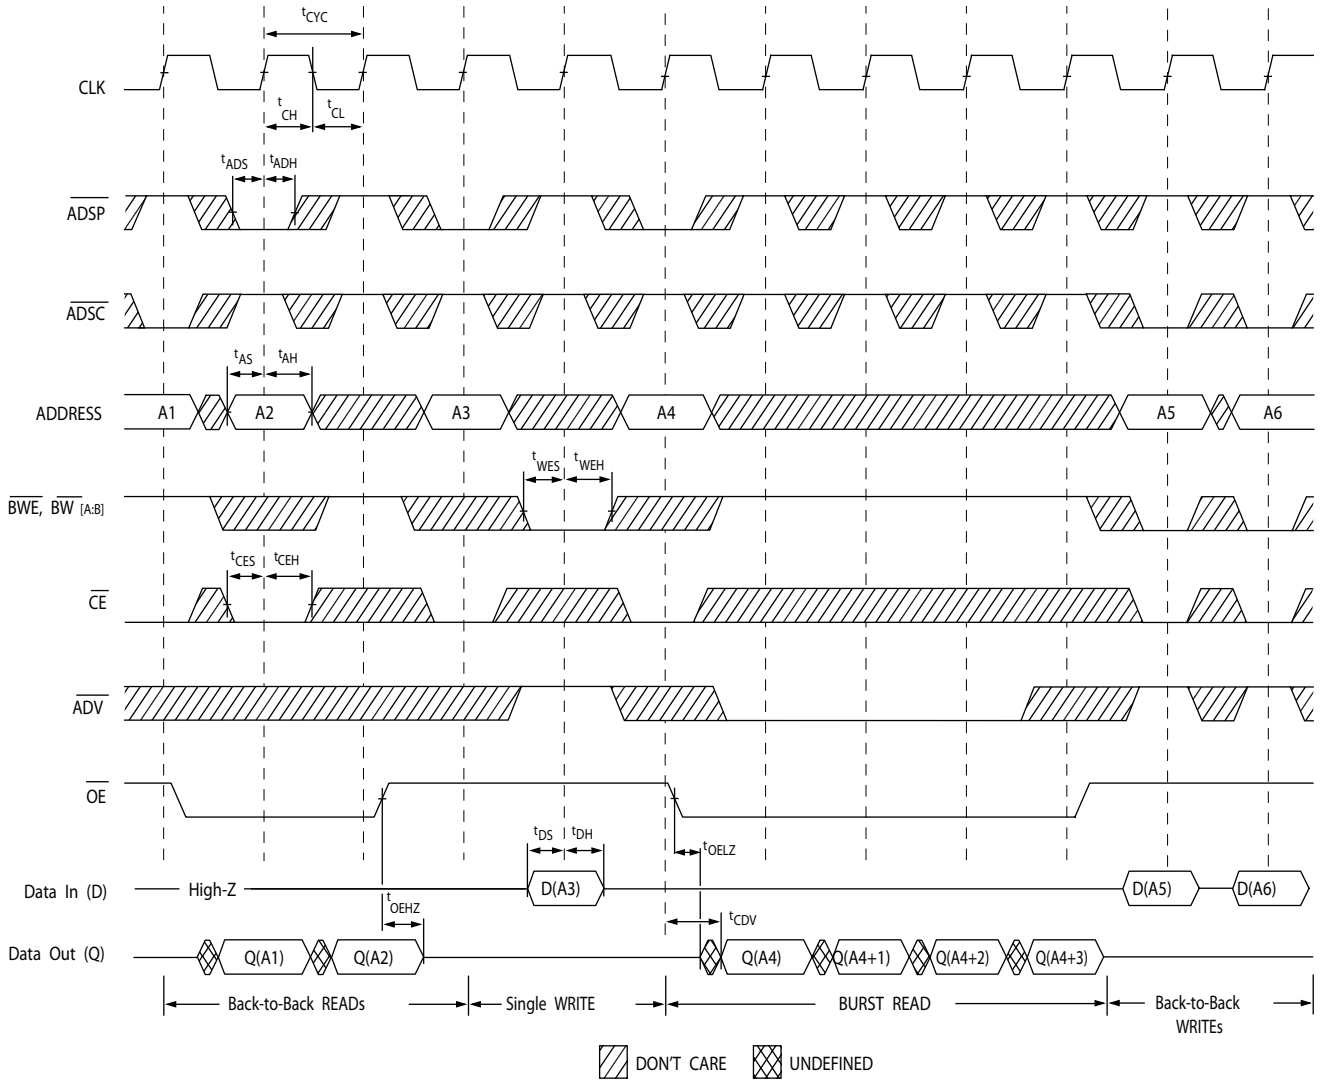 tCYC
CLK
tCH
tCL
tADS
tADH
ADSP
ADSC
tAS
tAH
ADDRESS
A1
A2
A3
A4
A5
A6
tWES
tWEH
BWE, BW [A:B]
tCES
tCEH
CE
ADV
OE
tDS
tDH
tOELZ
Data In (D)
High-Z
D(A3)
D(A5)
D(A6)
tOEHZ
tCDV
Data Out (Q)
Q(A1)
Q(A2)
Q(A4)
Q(A4+1)
Q(A4+2)
Q(A4+3)
Back-to-Back READs
Single WRITE
BURST READ
Back-to-Back
WRITEs
DON'T CARE
UNDEFINED